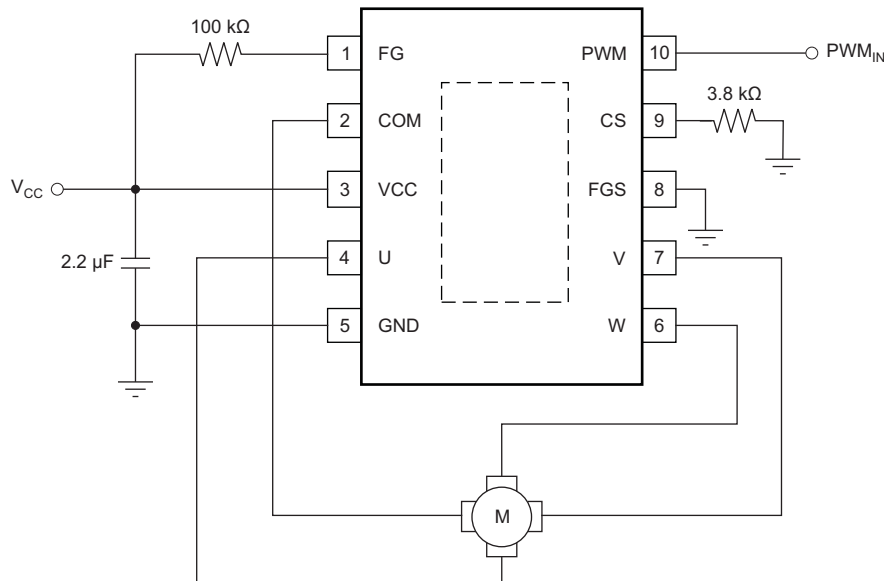 100 kΩ
1 FG PWM 10 PWM_IN
3.8 kΩ
2 COM CS 9
V_CC 3 VCC FGS 8
2.2 µF 4 U V 7
5 GND W 6
M